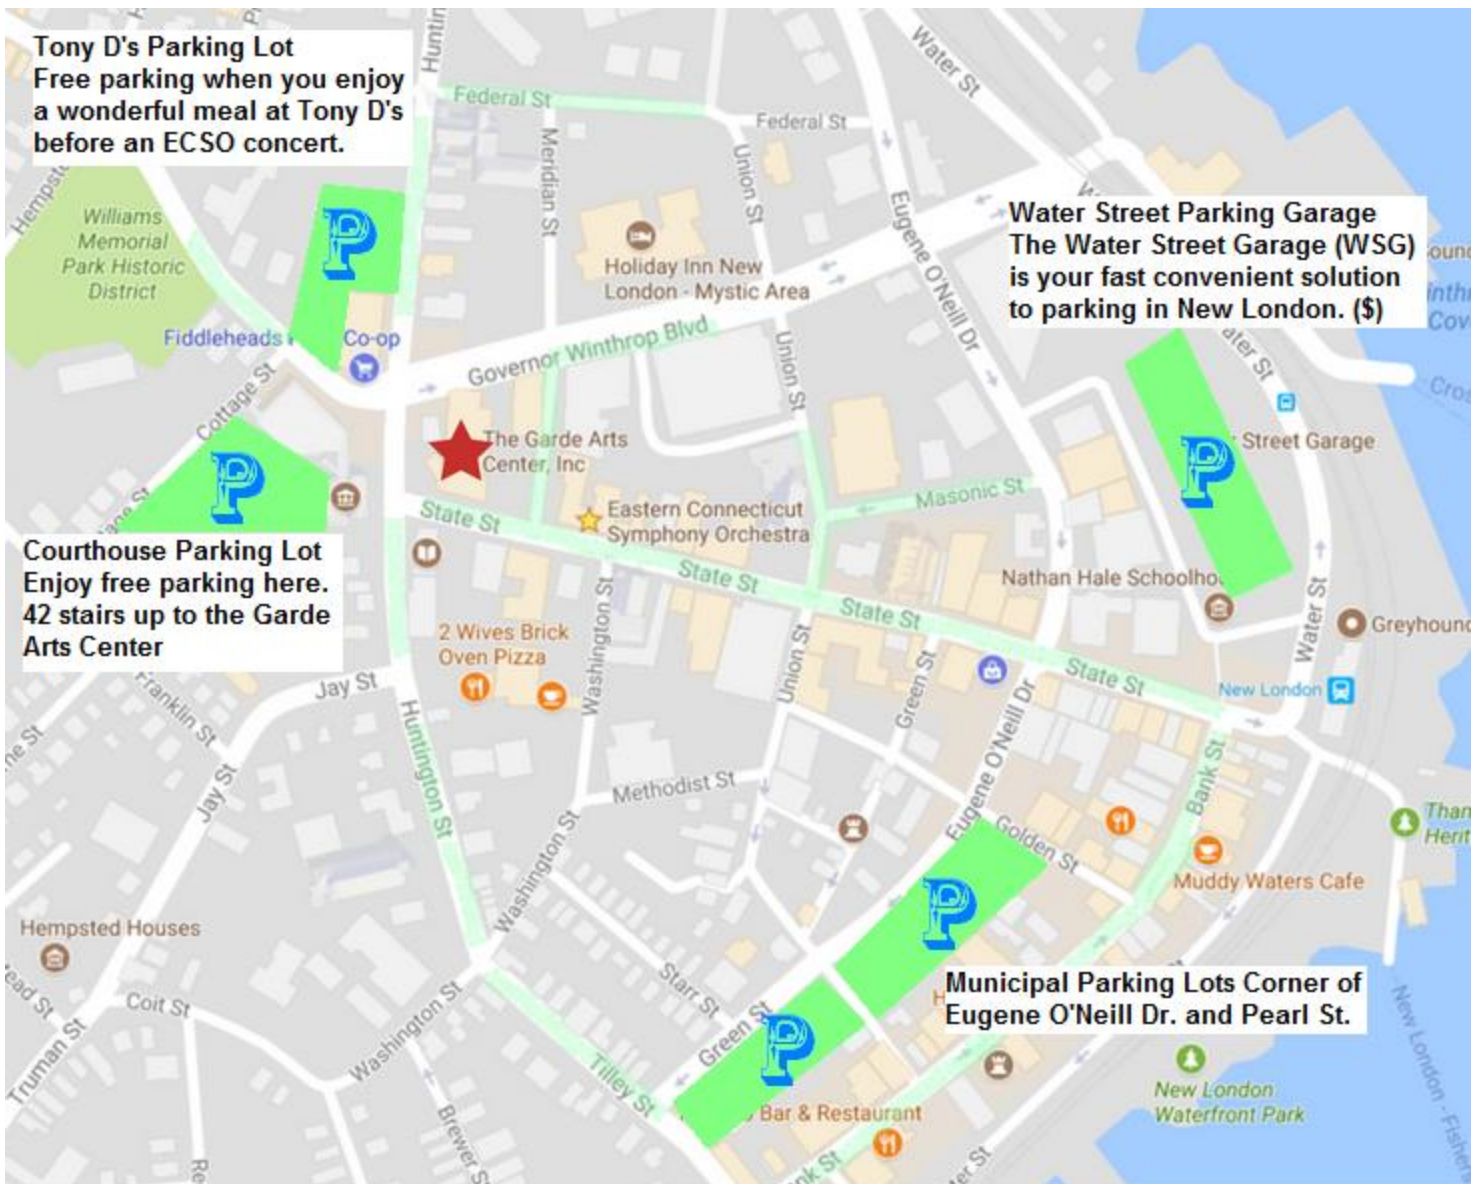 Tony D's Parking Lot
Free parking when you enjoy
a wonderful meal at Tony D's
before an ECSO concert.
Water St
Federal St
Federal St
Meridian St
Union St
Eugene O'Neill Dr
Williams
Memorial
Park Historic
District
P
Holiday Inn New
London - Mystic Area
Water Street Parking Garage
The Water Street Garage (WSG)
is your fast convenient solution
to parking in New London. ($)
Fiddleheads
Co-op
Governor Winthrop Blvd
Union St
ater St
Cottage St
The Garde Arts
Center, Inc
P
P
Street Garage
State St
Masonic St
Eastern Connecticut
Symphony Orchestra
Courthouse Parking Lot
Enjoy free parking here.
42 stairs up to the Garde
Arts Center
State St
State St
Nathan Hale Schoolho
Washington St
Water St
Greyhound
2 Wives Brick
Oven Pizza
Union St
Green St
State St
New London
Jay St
Franklin St
Huntington St
Eugene O'Neill Dr
Jay St
Methodist St
Bank St
Golden St
Washington St
Muddy Waters Cafe
Hempsted Houses
P
Starr St
Municipal Parking Lots Corner of
Eugene O'Neill Dr. and Pearl St.
Coit St
Washington St
Green St
P
Truman St
Tilley St
New London
Waterfront Park
Bar & Restaurant
Brewer S
New London - Fishers